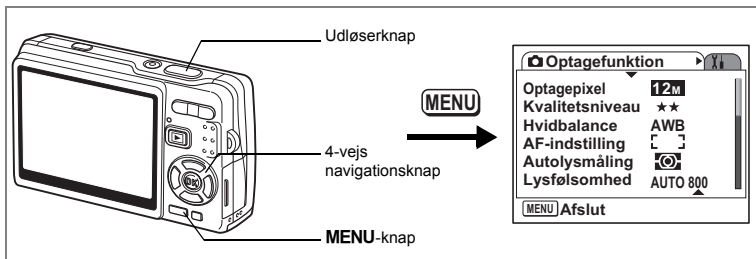 Udløserknap
4-vejs
navigationsknap
MENU-knap
OK
MENU
Optagefunktion
Optagepixel 12M
Kvalitetsniveau ★★
Hvidbalance AWB
AF-indstilling
Autolysmåling
Lysfølsomhed AUTO 800
MENU Afslut